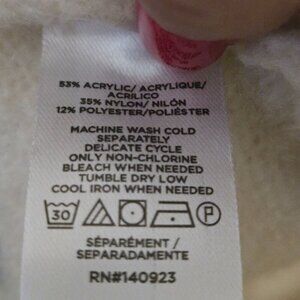 53% ACRYLIC/ ACRYLIQUE/
ACRÍLICO
35% NYLON/ NILÓN
12% POLYESTER/POLIÉSTER
MACHINE WASH COLD
SEPARATELY
DELICATE CYCLE
ONLY NON-CHLORINE
BLEACH WHEN NEEDED
TUMBLE DRY LOW
COOL IRON WHEN NEEDED
30 P
SÉPARÉMENT /
SEPARADAMENTE
RN#140923